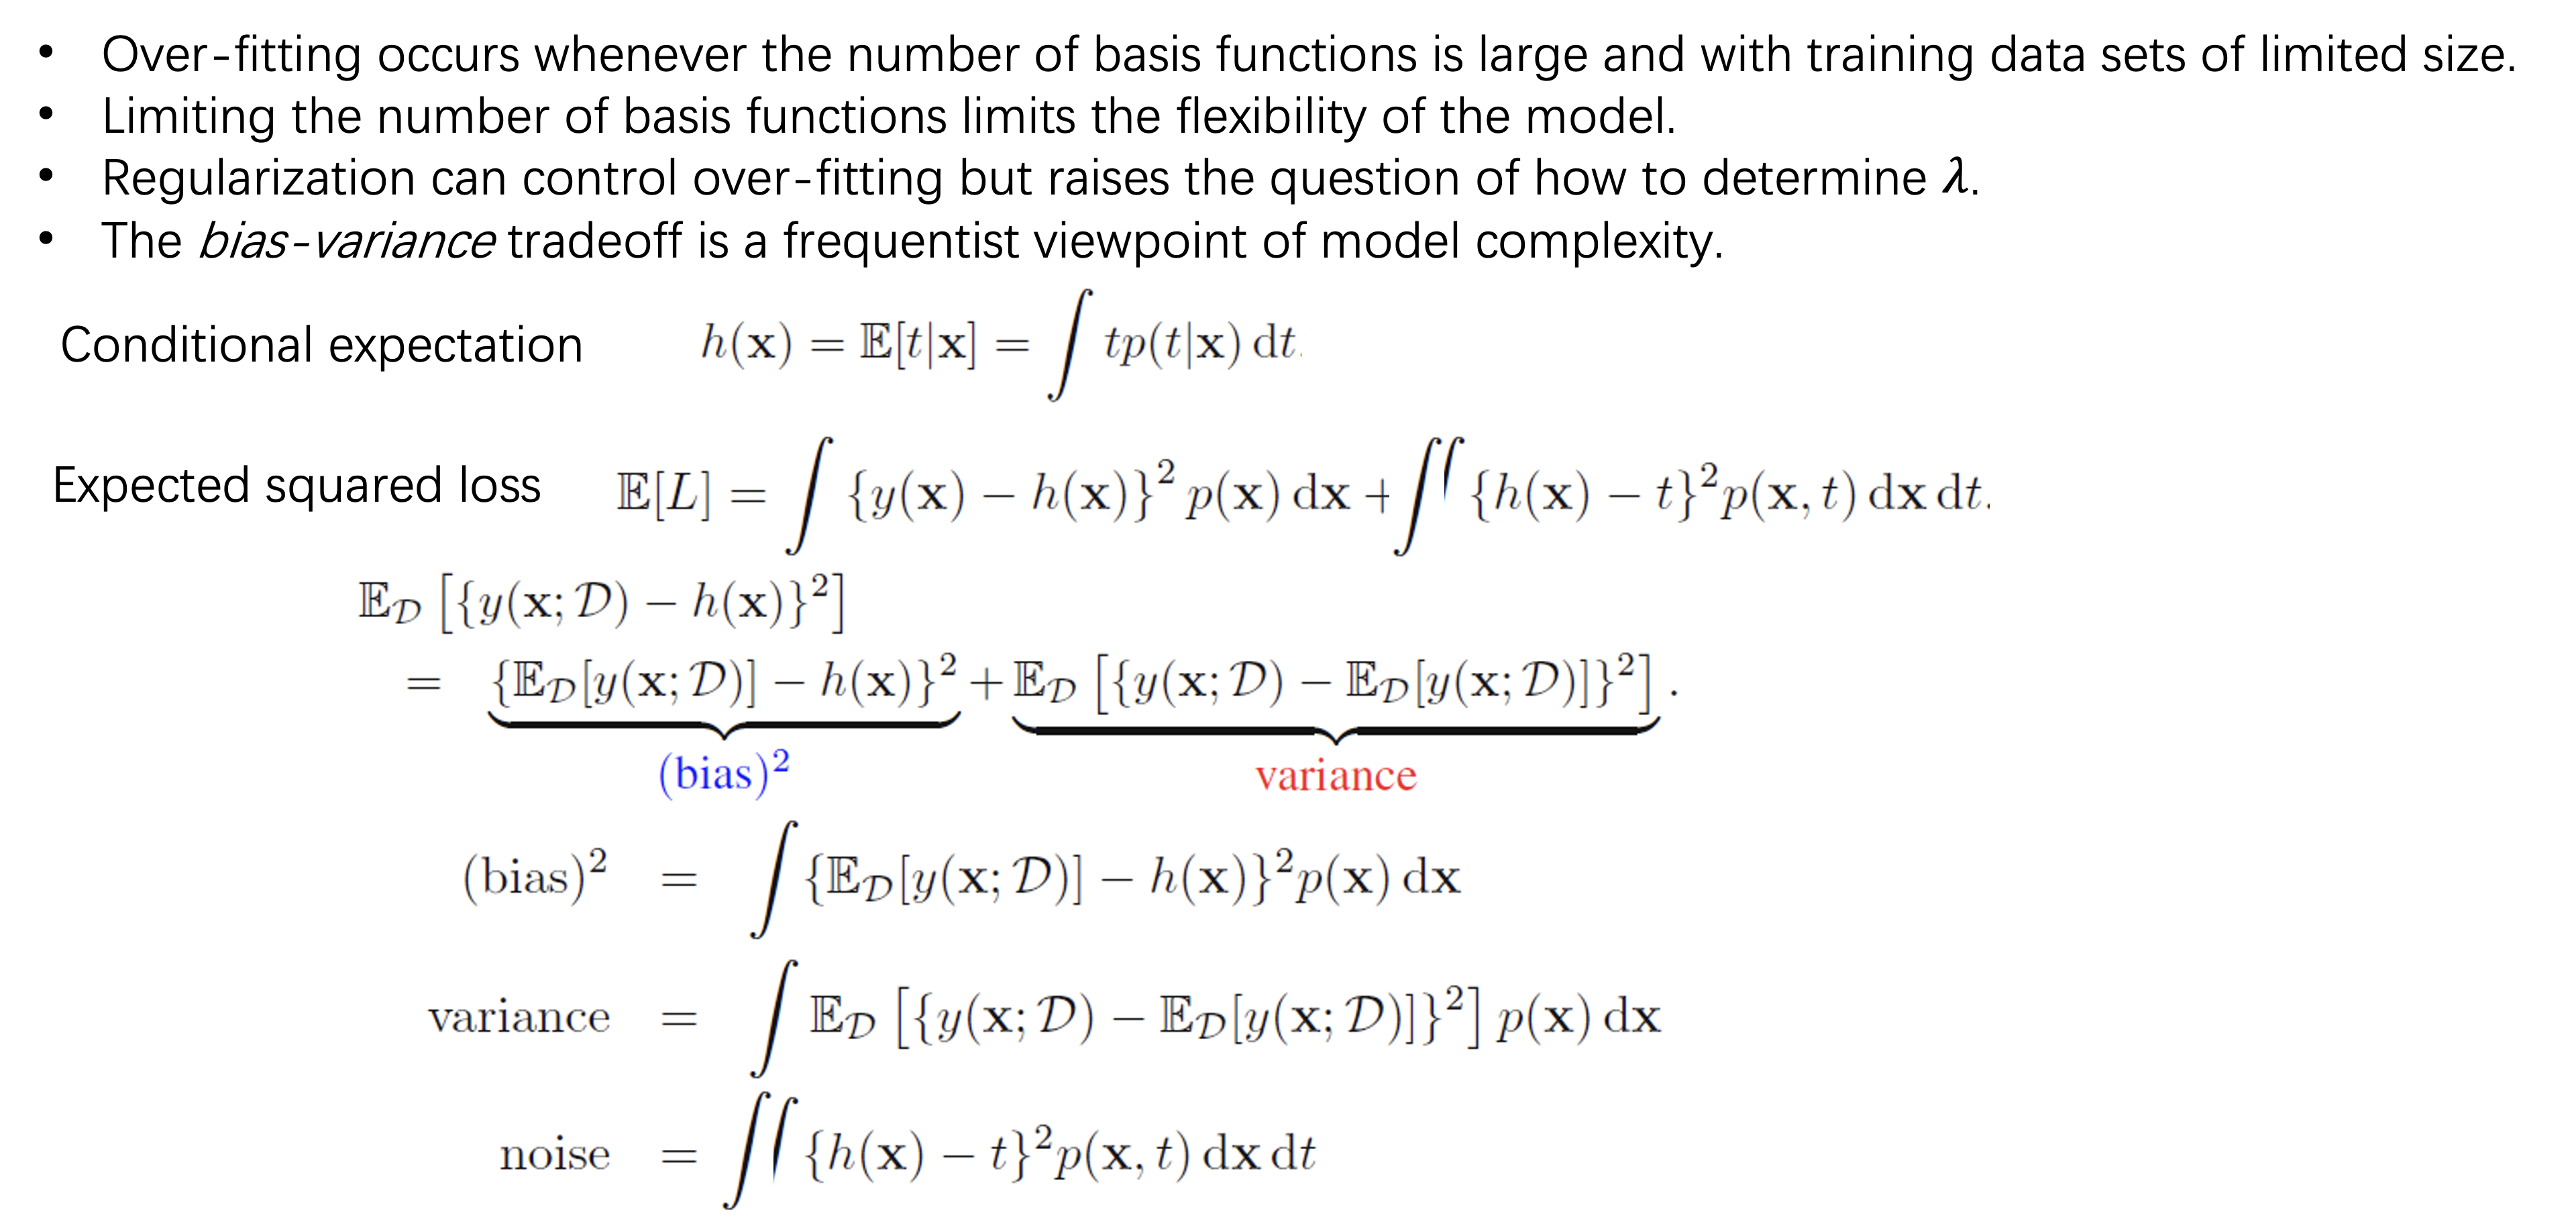 • Over-fitting occurs whenever the number of basis functions is large and with training data sets of limited size.
• Limiting the number of basis functions limits the flexibility of the model.
• Regularization can control over-fitting but raises the question of how to determine λ.
• The bias-variance tradeoff is a frequentist viewpoint of model complexity.
Conditional expectation h(x) = 𝔼[t|x] = ∫ tp(t|x) dt.
Expected squared loss 𝔼[L] = ∫ {y(x) − h(x)}² p(x) dx + ∬ {h(x) − t}² p(x, t) dx dt.
𝔼_𝒟 [{y(x; 𝒟) − h(x)}²]
= {𝔼_𝒟[y(x; 𝒟)] − h(x)}² + 𝔼_𝒟 [{y(x; 𝒟) − 𝔼_𝒟[y(x; 𝒟)]}²] .
(bias)² variance
(bias)² = ∫ {𝔼_𝒟[y(x; 𝒟)] − h(x)}² p(x) dx
variance = ∫ 𝔼_𝒟 [{y(x; 𝒟) − 𝔼_𝒟[y(x; 𝒟)]}²] p(x) dx
noise = ∬ {h(x) − t}² p(x, t) dx dt